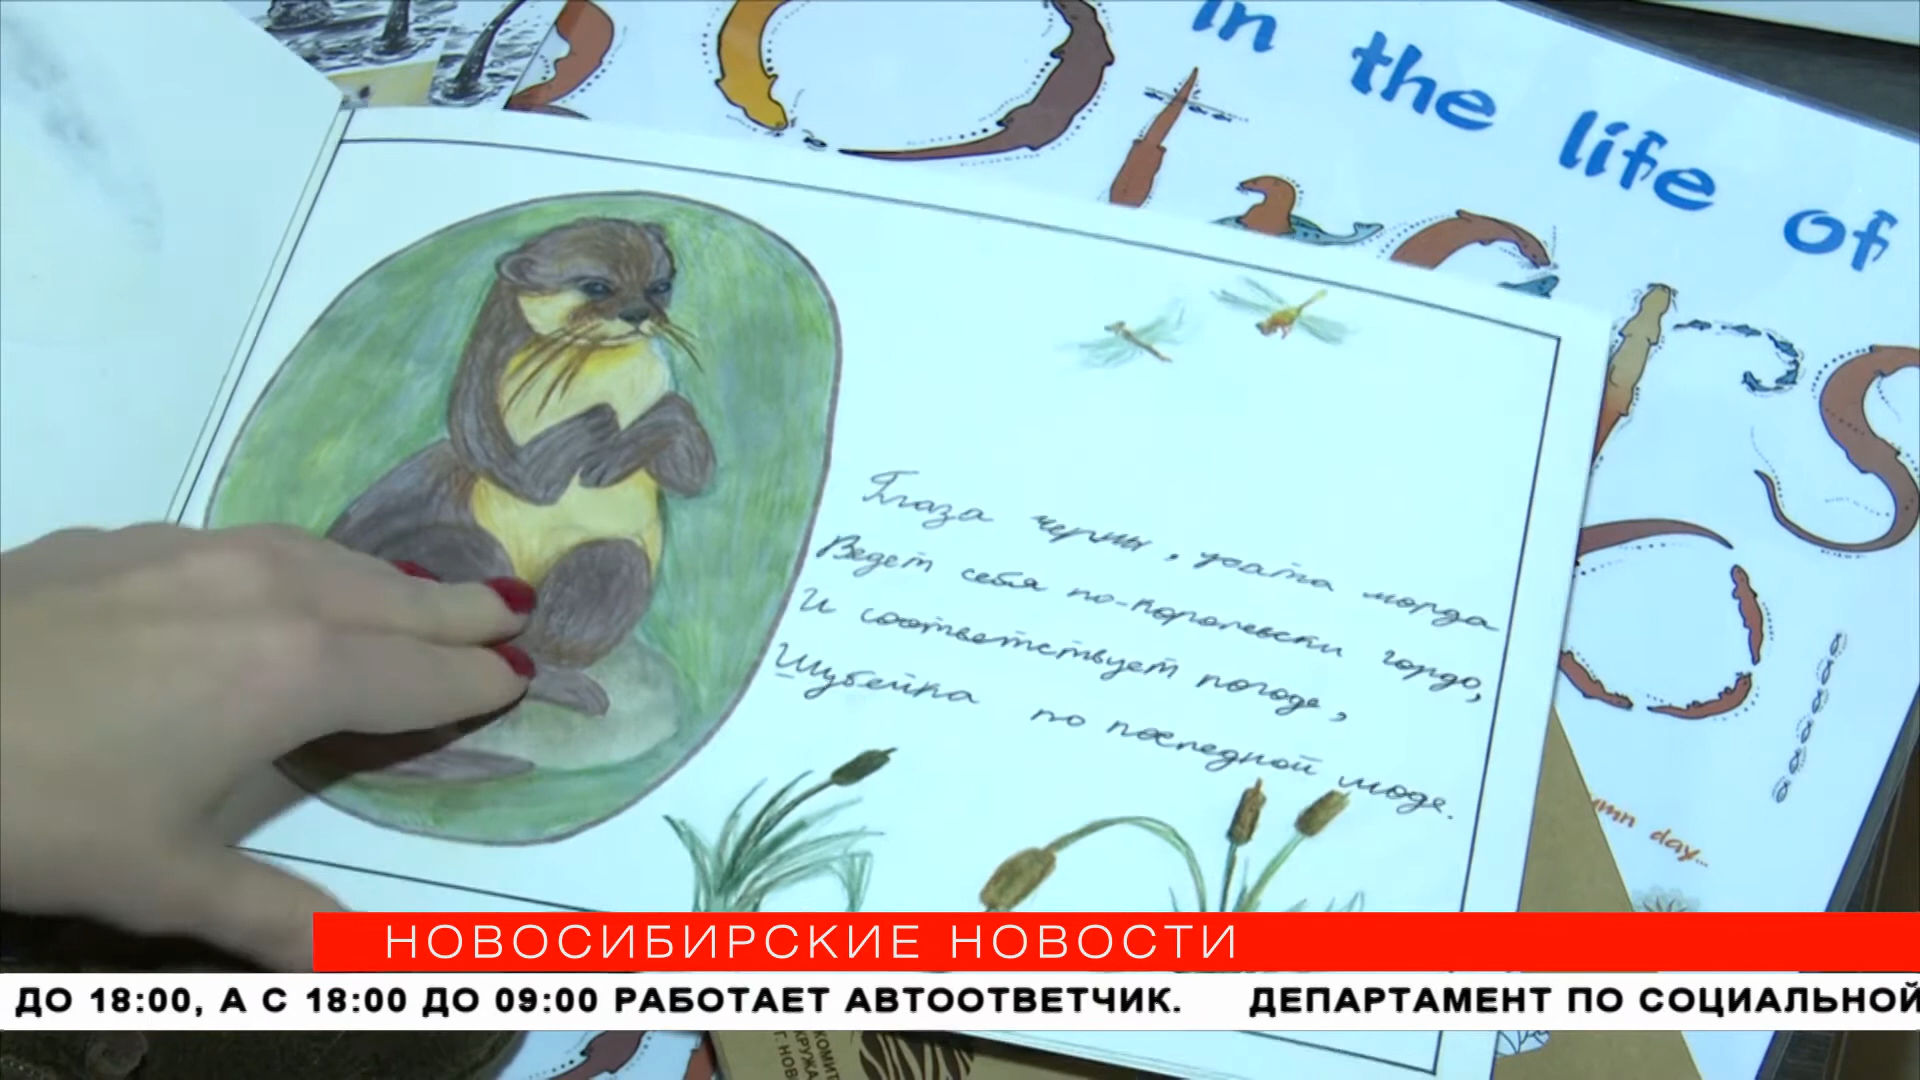 in the life of
Глаза черны, усата морда
Ведет себя по-королевски гордо,
И соответствует погоде,
Шубейка по последной моде.
day...
НОВОСИБИРСКИЕ НОВОСТИ
ДО 18:00, А С 18:00 ДО 09:00 РАБОТАЕТ АВТООТВЕТЧИК. ДЕПАРТАМЕНТ ПО СОЦИАЛЬНОЙ